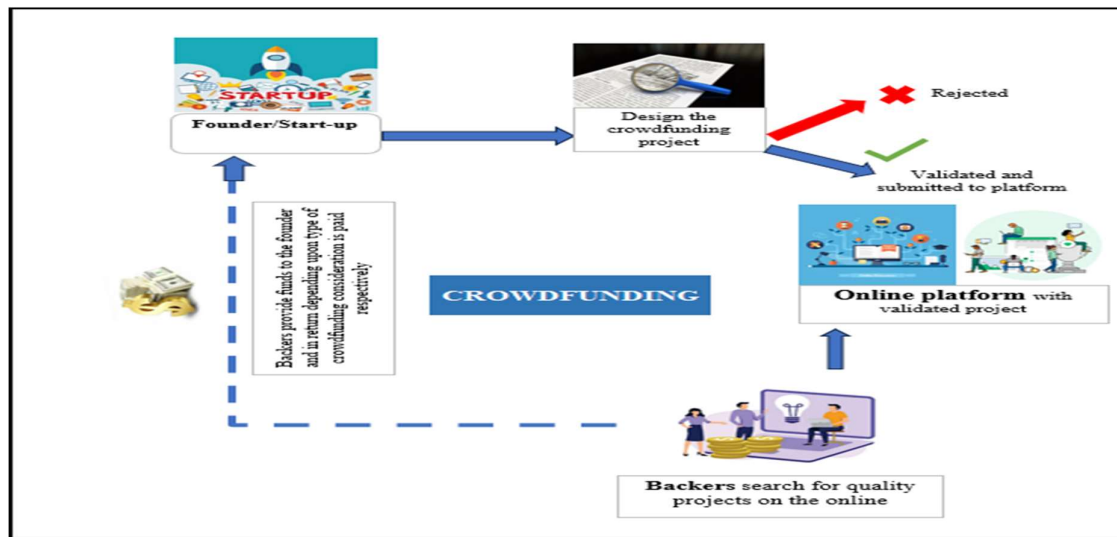 STARTUP
Founder/Start-up
Design the
crowdfunding
project
Rejected
Validated and
submitted to platform
Online platform with
validated project
CROWDFUNDING
Backers provide funds to the founder
and in return depending upon type of
crowdfunding consideration is paid
respectively
Backers search for quality
projects on the online